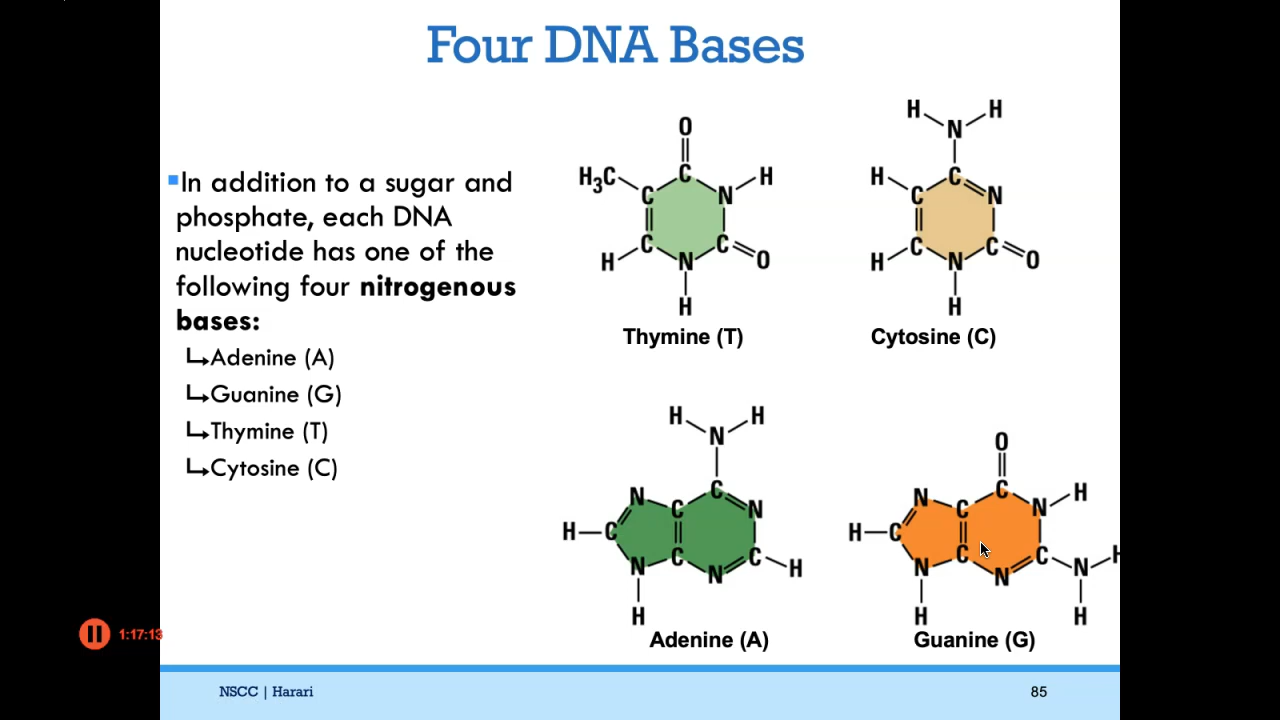 Four DNA Bases
In addition to a sugar and
phosphate, each DNA
nucleotide has one of the
following four nitrogenous
bases:
Adenine (A)
Guanine (G)
Thymine (T)
Cytosine (C)
O
H₃C C N H
C
H C N C O
H
Thymine (T)
H H
N
H C C N
H C N C O
H
Cytosine (C)
H H
N
N C C N
H C
N C N C H
H
Adenine (A)
O
N C C N H
H C
N C N C N H
H H
Guanine (G)
1:17:13
NSCC | Harari
85